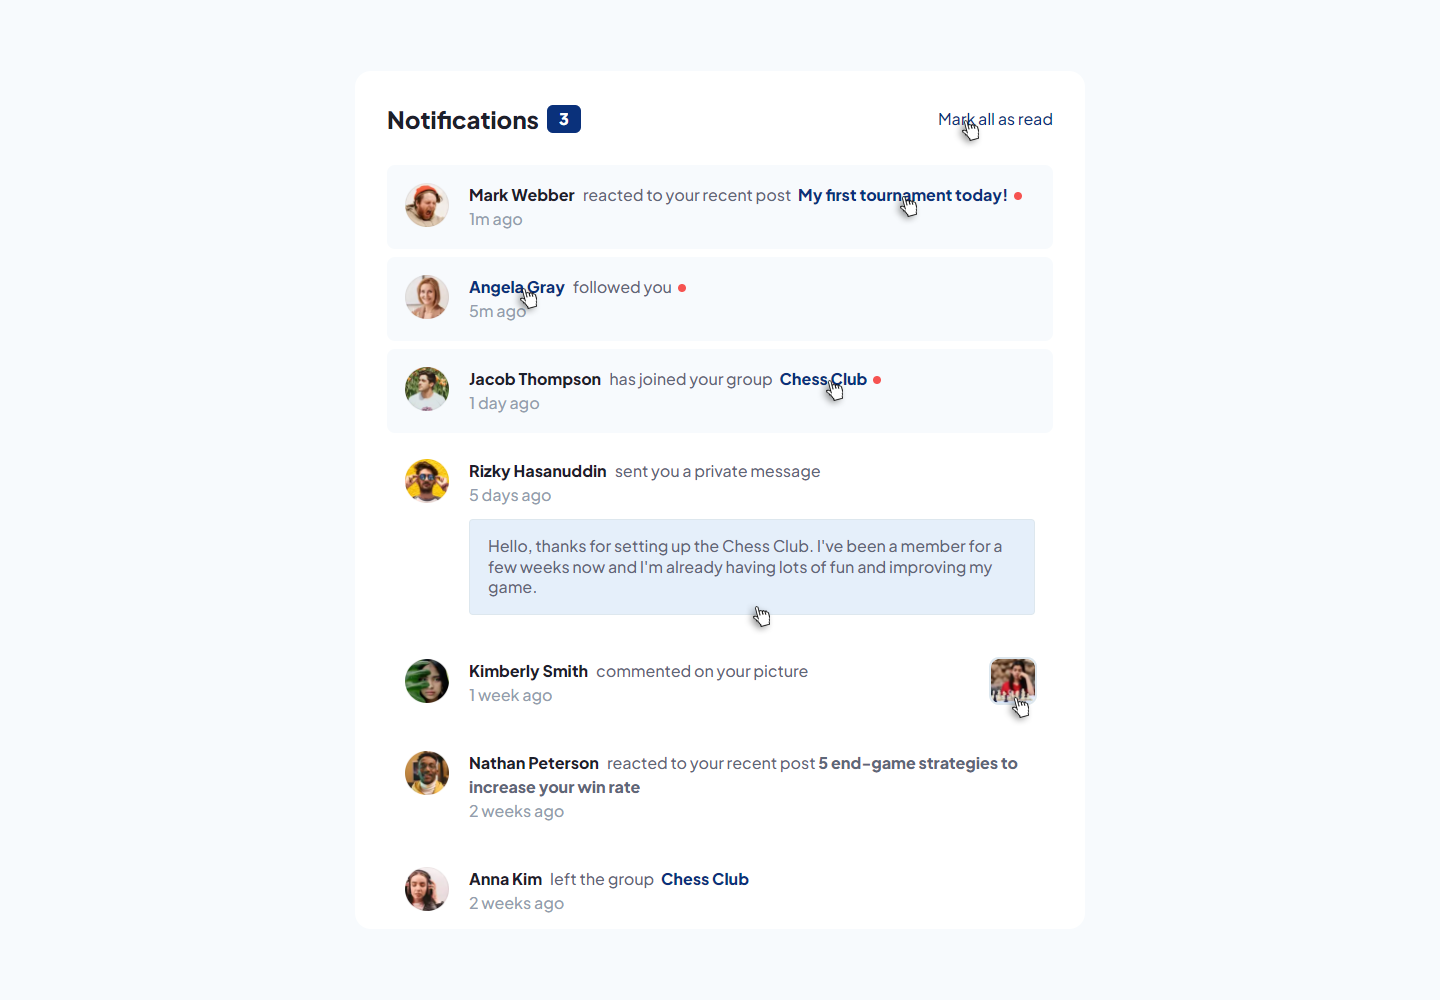 Notifications 3
Mark all as read
Mark Webber reacted to your recent post My first tournament today!
1m ago
Angela Gray followed you
5m ago
Jacob Thompson has joined your group Chess Club
1 day ago
Rizky Hasanuddin sent you a private message
5 days ago
Hello, thanks for setting up the Chess Club. I've been a member for a
few weeks now and I'm already having lots of fun and improving my
game.
Kimberly Smith commented on your picture
1 week ago
Nathan Peterson reacted to your recent post 5 end-game strategies to
increase your win rate
2 weeks ago
Anna Kim left the group Chess Club
2 weeks ago